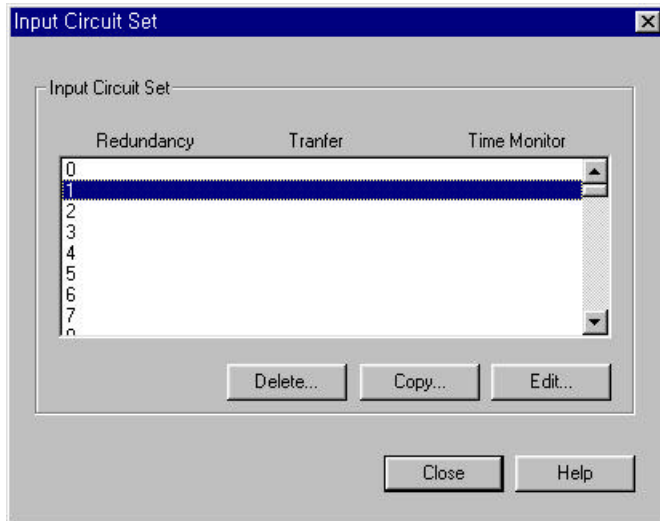 Input Circuit Set
Input Circuit Set
Redundancy Tranfer Time Monitor
0
1
2
3
4
5
6
7
Delete... Copy... Edit...
Close Help